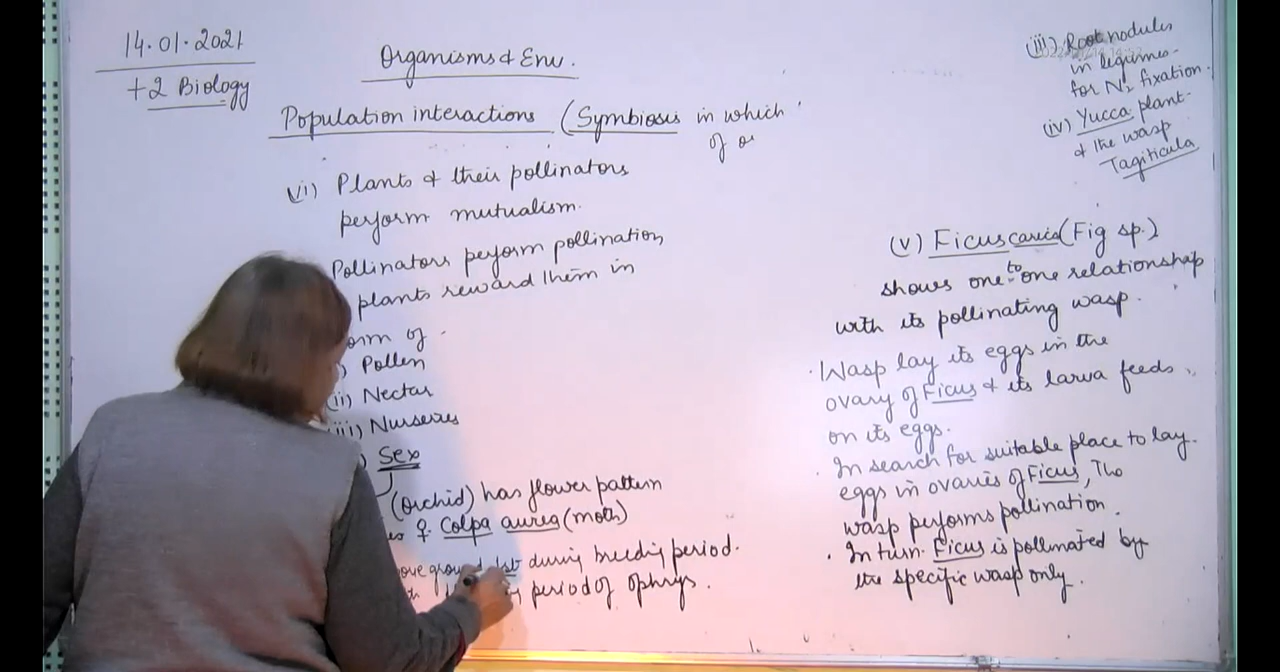 14.01.2021
+2 Biology
Organisms & Env.
Population interactions (Symbiosis in which
of
vi) Plants & their pollinators
perform mutualism.
Pollinators perform pollination
plants reward them in
orm of
Pollen
(ii) Nectar
iii) Nurseries
Sex
(Orchid) has flower pattern
♀ Colpa aurea (moth)
ove ground 1st during breeding period.
period of ophrys.
(iii) Root nodules
in legumes
for N2 fixation.
(iv) Yucca plant
& the wasp
Tagiticula
(v) Ficus carica (Fig sp.)
shows one to one relationship
with its pollinating wasp.
• Wasp lay its eggs in the
ovary of Ficus & its larva feeds
on its eggs.
• In search for suitable place to lay
eggs in ovaries of Ficus, The
wasp performs pollination.
• In turn Ficus is pollinated by
the specific wasp only.